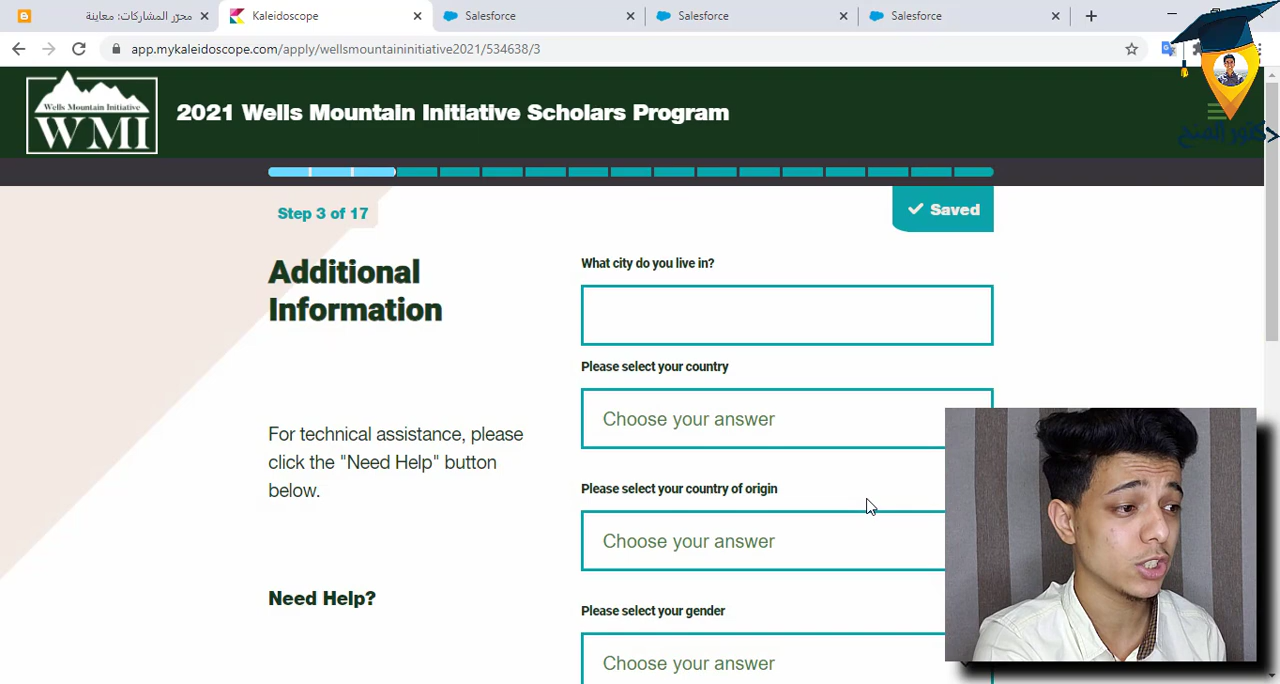 محرّر المشاركات: معاينة
Kaleidoscope
Salesforce
Salesforce
Salesforce
app.mykaleidoscope.com/apply/wellsmountaininitiative2021/534638/3
Wells Mountain Initiative
WMI
2021 Wells Mountain Initiative Scholars Program
Step 3 of 17
Saved
Additional
Information
For technical assistance, please
click the "Need Help" button
below.
Need Help?
What city do you live in?
Please select your country
Choose your answer
Please select your country of origin
Choose your answer
Please select your gender
Choose your answer